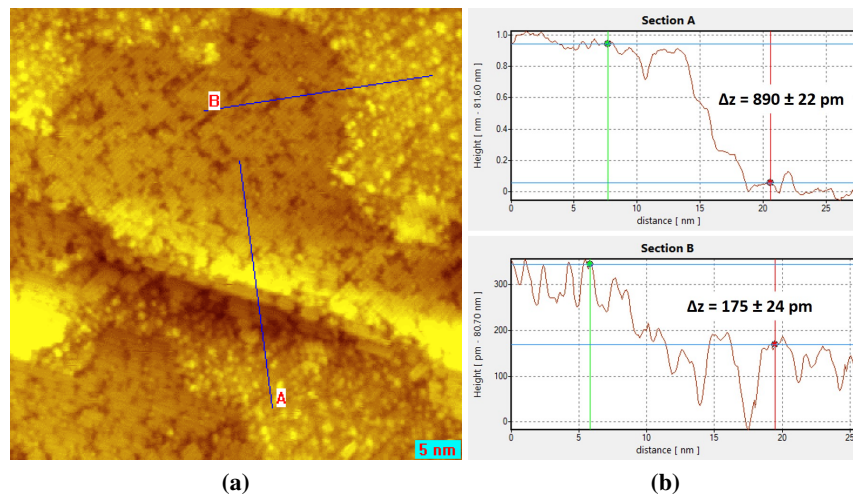 B
A
5 nm
(a)
Section A
Height [ nm - 81.60 nm]
1.0
0.8
0.6
0.4
0.2
0
Δz = 890 ± 22 pm
0 5 10 15 20 25
distance [ nm ]
Section B
Height [ pm - 80.70 nm]
300
200
100
0
Δz = 175 ± 24 pm
0 5 10 15 20 25
distance [ nm ]
(b)